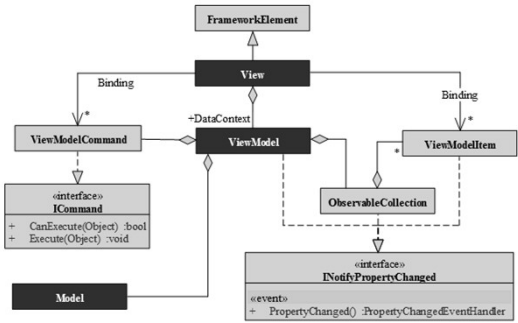 FrameworkElement
View
Binding
Binding
*
*
+DataContext
ViewModelCommand
ViewModel
*
ViewModelItem
«interface»
ICommand
+ CanExecute(Object) :bool
+ Execute(Object) :void
ObservableCollection
«interface»
INotifyPropertyChanged
«event»
+ PropertyChanged() :PropertyChangedEventHandler
Model